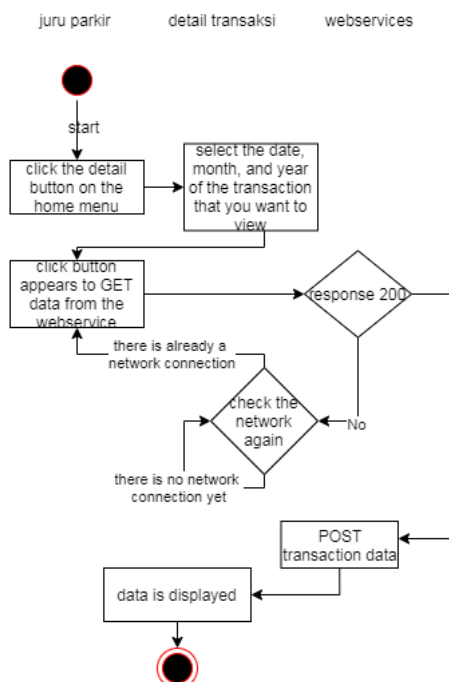 juru parkir
detail transaksi
webservices
start
click the detail
button on the
home menu
select the date,
month, and year
of the transaction
that you want to
view
click button
appears to GET
data from the
webservice
response 200
there is already a
network connection
check the
network
again
No
there is no network
connection yet
POST
transaction data
data is displayed